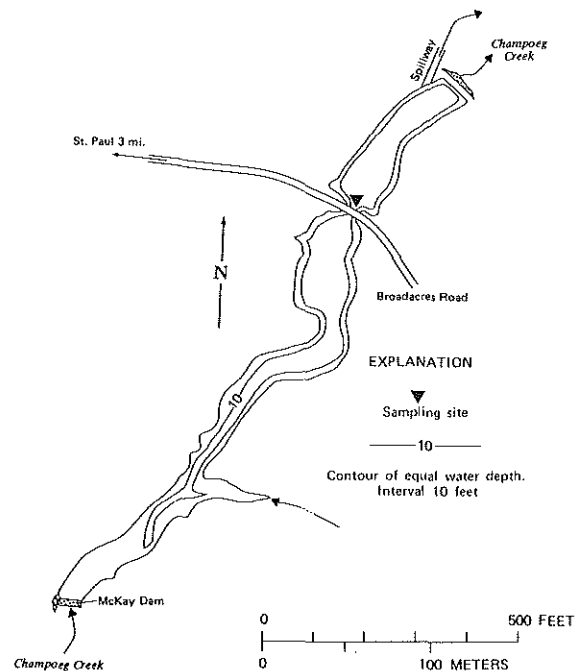 Spillway
Champoeg
Creek
St. Paul 3 mi.
N
Broadacres Road
EXPLANATION
Sampling site
10
10
Contour of equal water depth.
Interval 10 feet
McKay Dam
Champoeg Creek
0 500 FEET
0 100 METERS